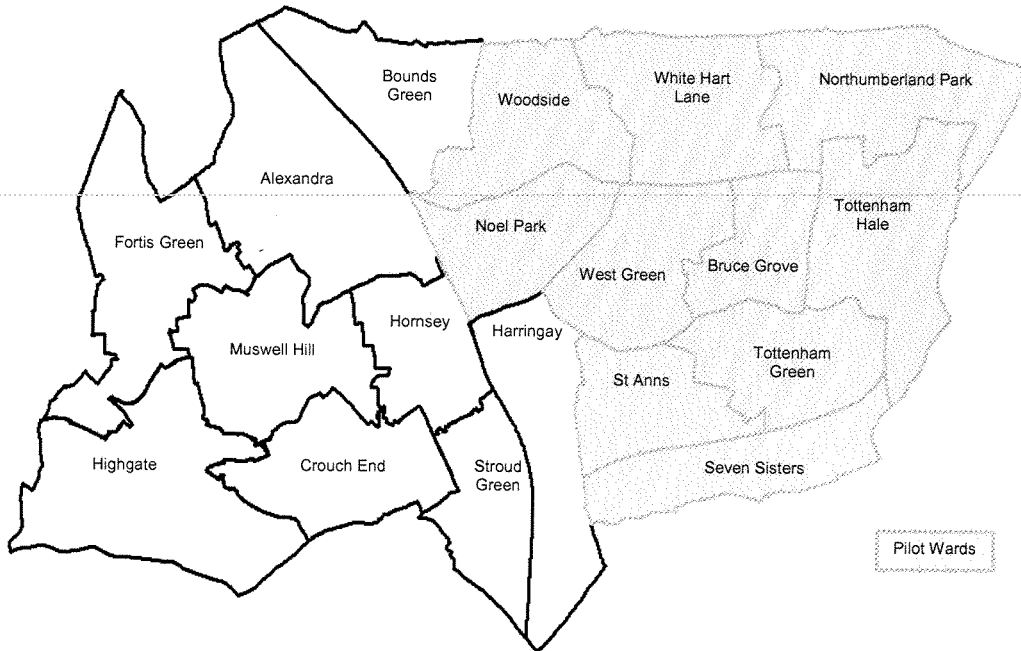 Bounds
Green
Woodside
White Hart
Lane
Northumberland Park
Alexandra
Noel Park
Tottenham
Hale
Fortis Green
West Green
Bruce Grove
Hornsey
Harringay
Muswell Hill
St Anns
Tottenham
Green
Highgate
Crouch End
Stroud
Green
Seven Sisters
Pilot Wards